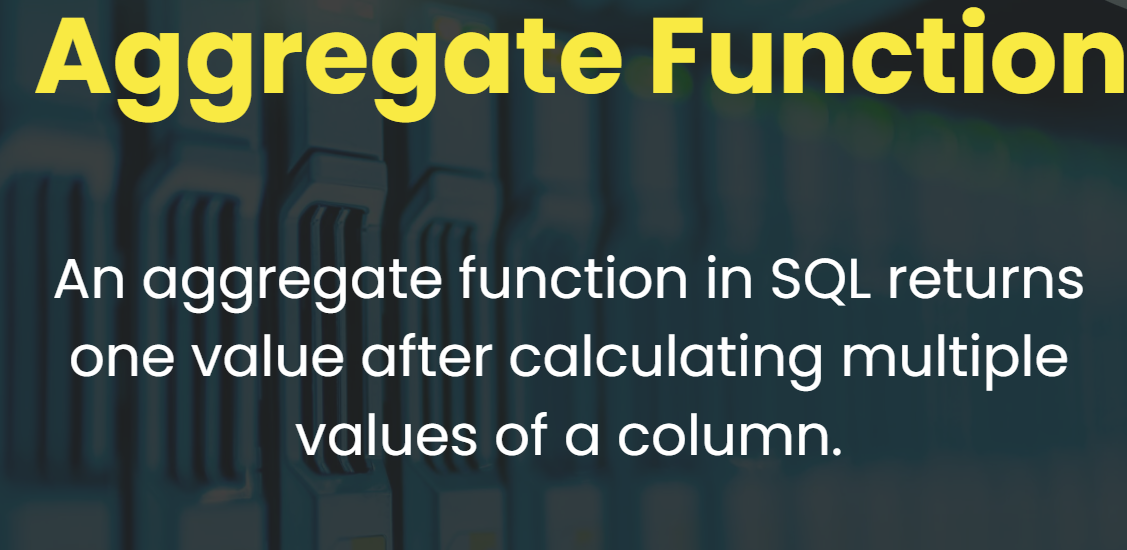 Aggregate Function
An aggregate function in SQL returns
one value after calculating multiple
values of a column.